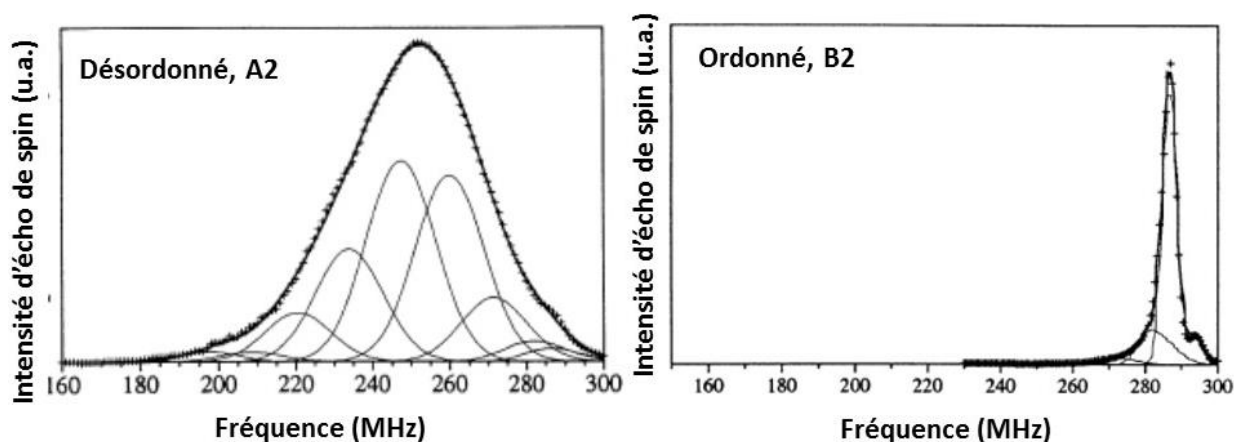 Intensité d'écho de spin (u.a.)
Désordonné, A2
160 200 220 240 260 280 300
Fréquence (MHz)
Intensité d'écho de spin (u.a.)
Ordonné, B2
160 180 200 220 240 260 280 300
Fréquence (MHz)